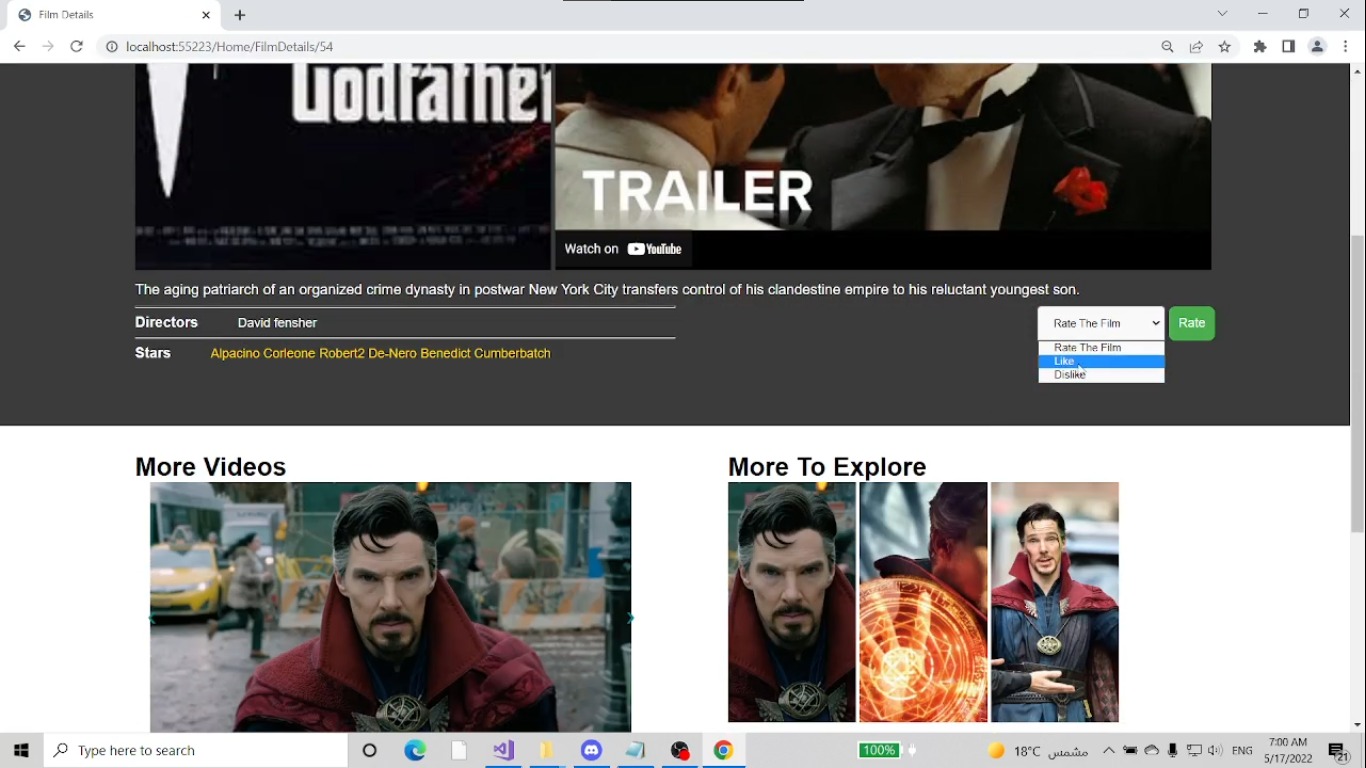 Film Details
localhost:55223/Home/FilmDetails/54
Godfather
TRAILER
Watch on YouTube
The aging patriarch of an organized crime dynasty in postwar New York City transfers control of his clandestine empire to his reluctant youngest son.
Directors David fensher
Rate The Film Rate
Stars Alpacino Corleone Robert2 De-Nero Benedict Cumberbatch
Rate The Film
Like
Dislike
More Videos
More To Explore
Type here to search
100%
18°C مشمس
ENG
7:00 AM
5/17/2022
21